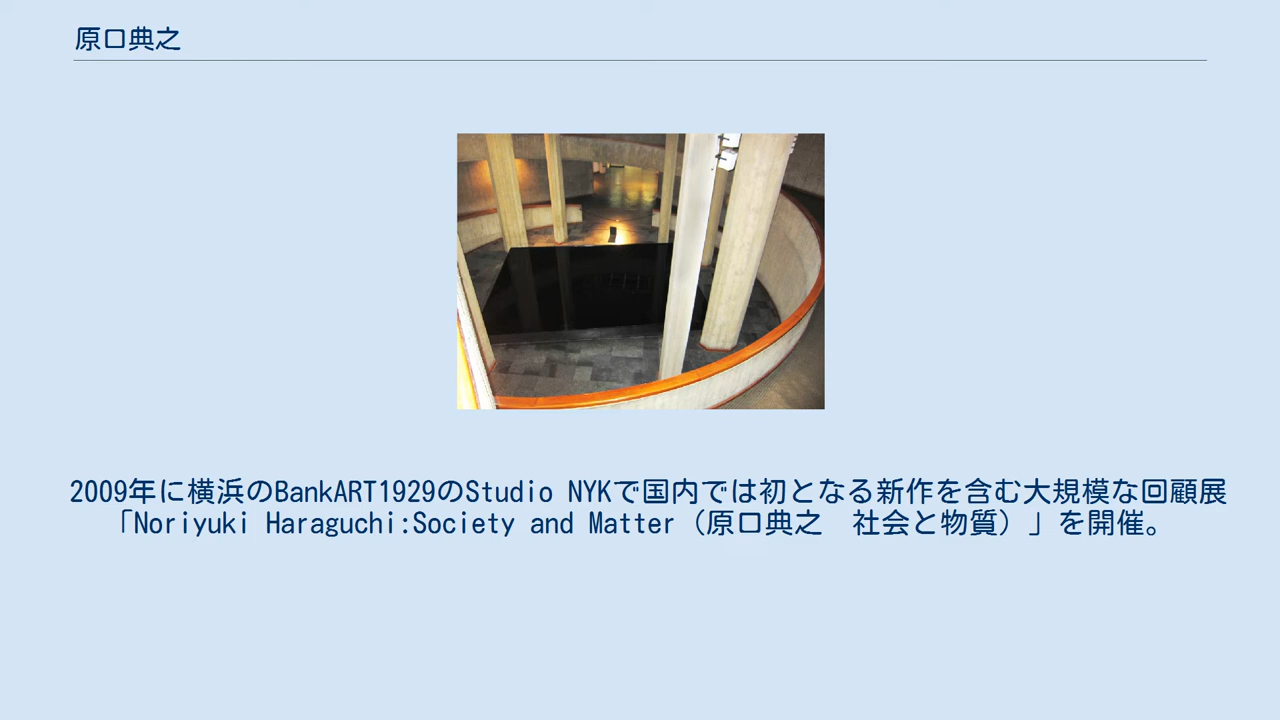 原口典之
2009年に横浜のBankART1929のStudio NYKで国内では初となる新作を含む大規模な回顧展
「Noriyuki Haraguchi:Society and Matter（原口典之　社会と物質）」を開催。